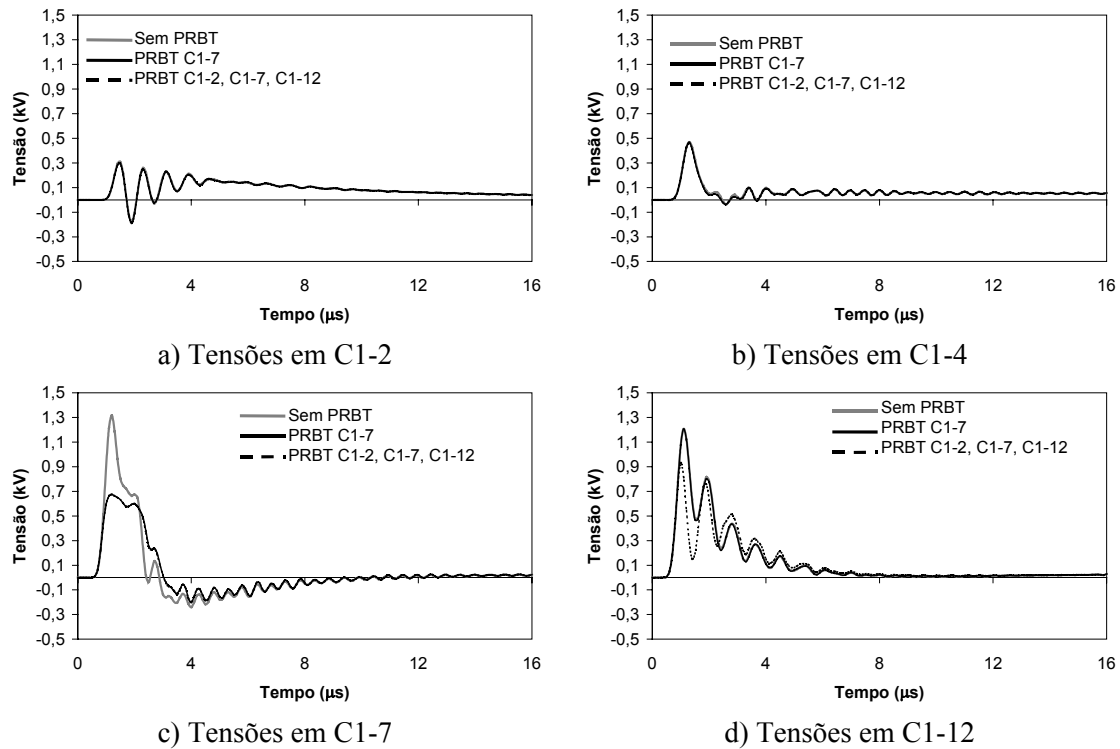 1,5
1,3
1,1
0,9
0,7
0,5
0,3
0,1
-0,1
-0,3
-0,5
Tensão (kV)
Sem PRBT
PRBT C1-7
PRBT C1-2, C1-7, C1-12
0 4 8 12 16
Tempo (µs)
a) Tensões em C1-2
1,5
1,3
1,1
0,9
0,7
0,5
0,3
0,1
-0,1
-0,3
-0,5
Tensão (kV)
Sem PRBT
PRBT C1-7
PRBT C1-2, C1-7, C1-12
0 4 8 12 16
Tempo (µs)
b) Tensões em C1-4
1,5
1,3
1,1
0,9
0,7
0,5
0,3
0,1
-0,1
-0,3
-0,5
Tensão (kV)
Sem PRBT
PRBT C1-7
PRBT C1-2, C1-7, C1-12
0 4 8 12 16
Tempo (µs)
c) Tensões em C1-7
1,5
1,3
1,1
0,9
0,7
0,5
0,3
0,1
-0,1
-0,3
-0,5
Tensão (kV)
Sem PRBT
PRBT C1-7
PRBT C1-2, C1-7, C1-12
0 4 8 12 16
Tempo (µs)
d) Tensões em C1-12